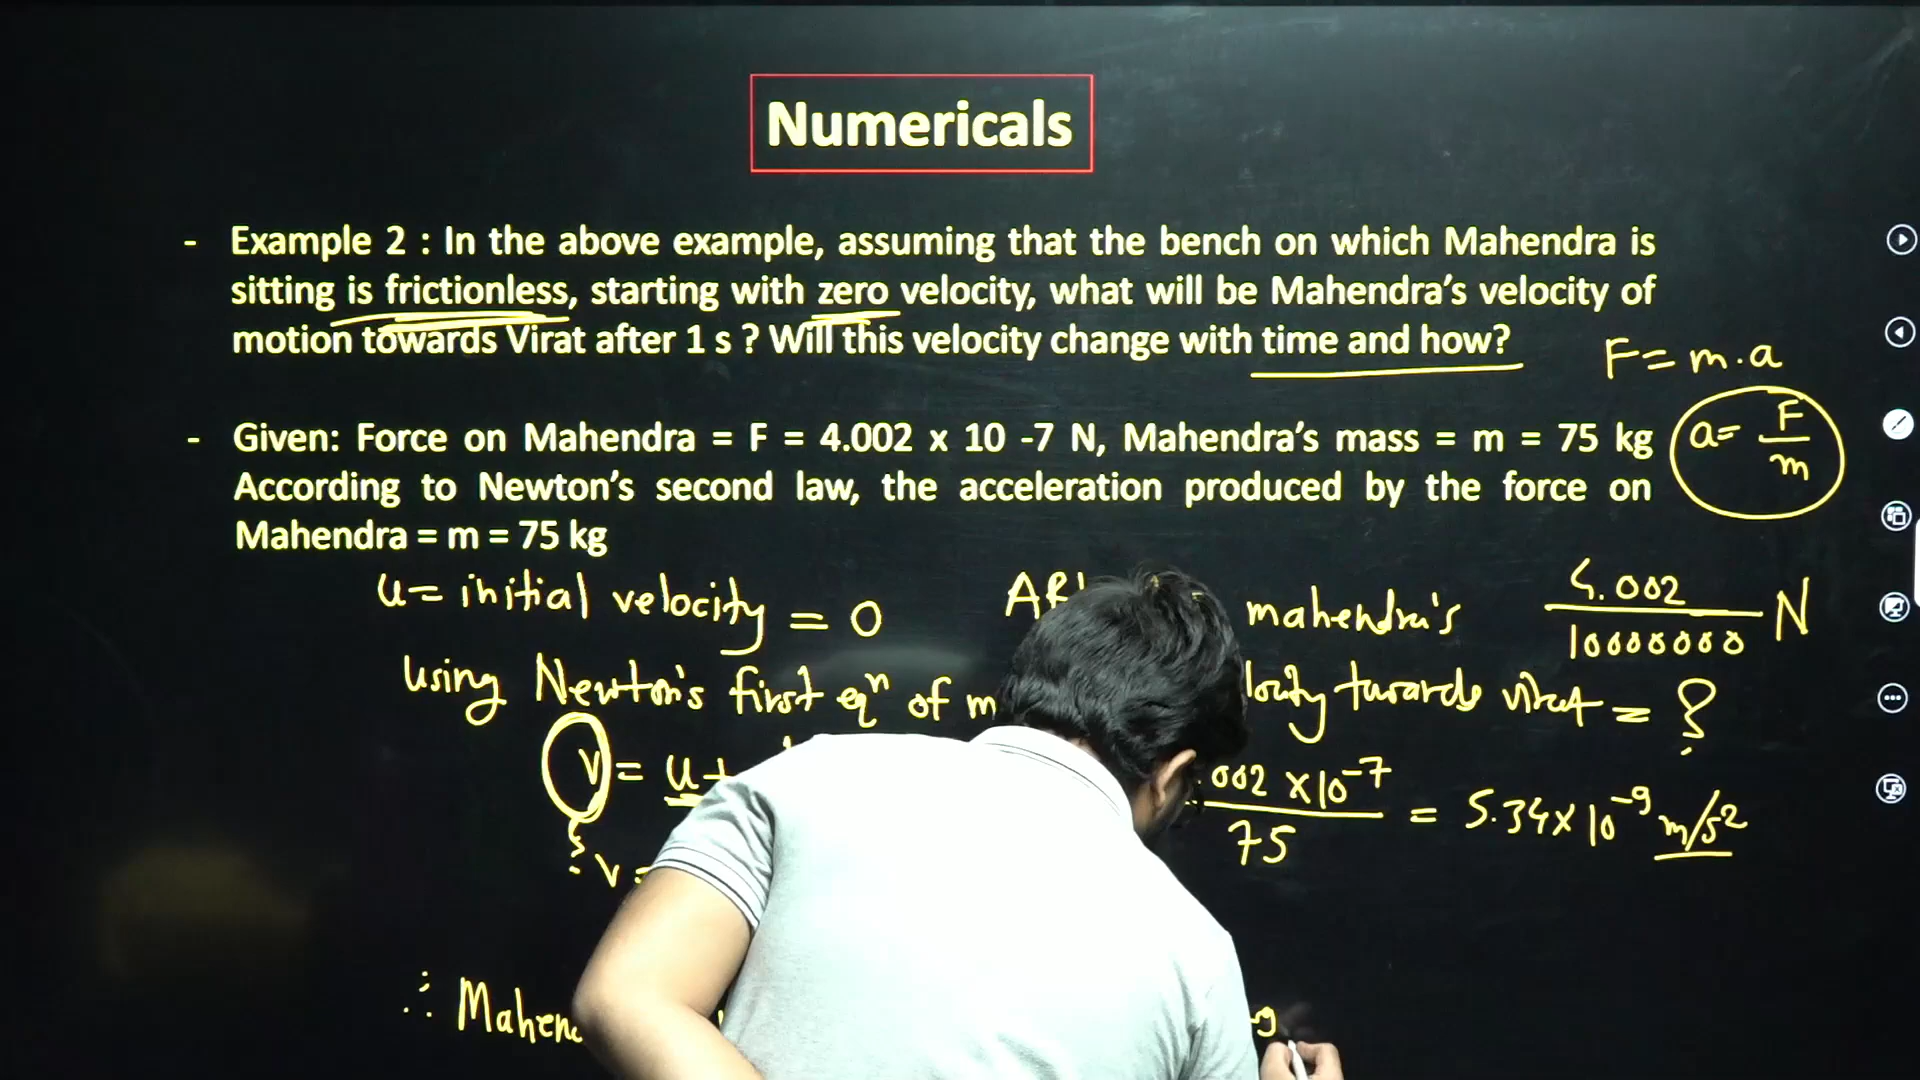 Numericals
- Example 2 : In the above example, assuming that the bench on which Mahendra is
sitting is frictionless, starting with zero velocity, what will be Mahendra's velocity of
motion towards Virat after 1 s ? Will this velocity change with time and how?
F = m . a
a = F / m
- Given: Force on Mahendra = F = 4.002 x 10 -7 N, Mahendra's mass = m = 75 kg
According to Newton's second law, the acceleration produced by the force on
Mahendra = m = 75 kg
u = initial velocity = 0
mahendra's
4.002 / 10000000 N
using Newton's first eqⁿ of
towards virat = ?
v = u +
002 × 10⁻⁷ / 75 = 5.34 × 10⁻⁹ m/s²
? v =
∴